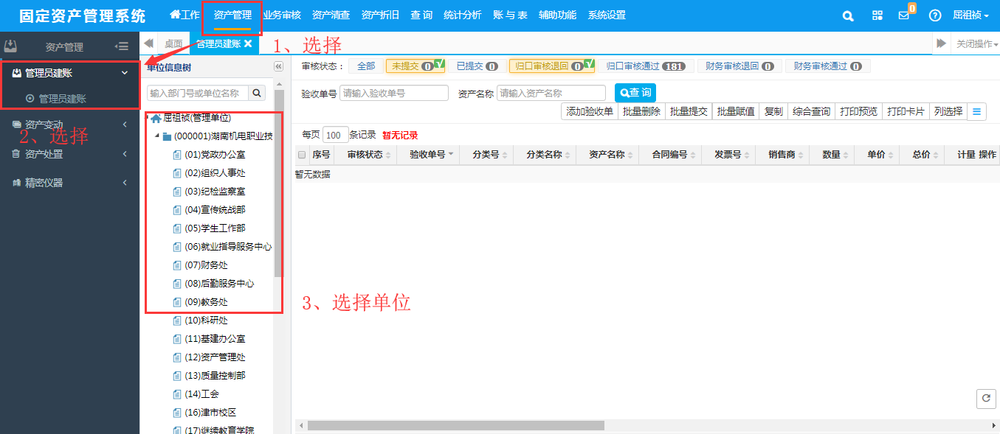 固定资产管理系统
工作 资产管理 业务审核 资产清查 资产折旧 查 询 统计分析 账 与 表 辅助功能 系统设置 0 屈祖祯
资产管理
桌面 管理员建账 关闭操作
1、选择
管理员建账
管理员建账
资产变动
2、选择
资产处置
精密仪器
单位信息树
输入部门号或单位名称
屈祖祯(管理单位)
(000001)湖南机电职业技
(01)党政办公室
(02)组织人事处
(03)纪检监察室
(04)宣传统战部
(05)学生工作部
(06)就业指导服务中心
(07)财务处
(08)后勤服务中心
(09)教务处
(10)科研处
(11)基建办公室
(12)资产管理处
(13)质量控制部
(14)工会
(16)津市校区
(17)继续教育学院
审核状态： 全部 未提交 0 已提交 0 归口审核退回 0 归口审核通过 181 财务审核退回 0 财务审核通过 0
验收单号 请输入验收单号 资产名称 请输入资产名称 查 询
添加验收单 批量删除 批量提交 批量赋值 复制 综合查询 打印预览 打印卡片 列选择
每页 100 条记录 暂无记录
序号 审核状态 验收单号 分类号 分类名称 资产名称 合同编号 发票号 销售商 数量 单价 总价 计量 操作
暂无数据
3、选择单位